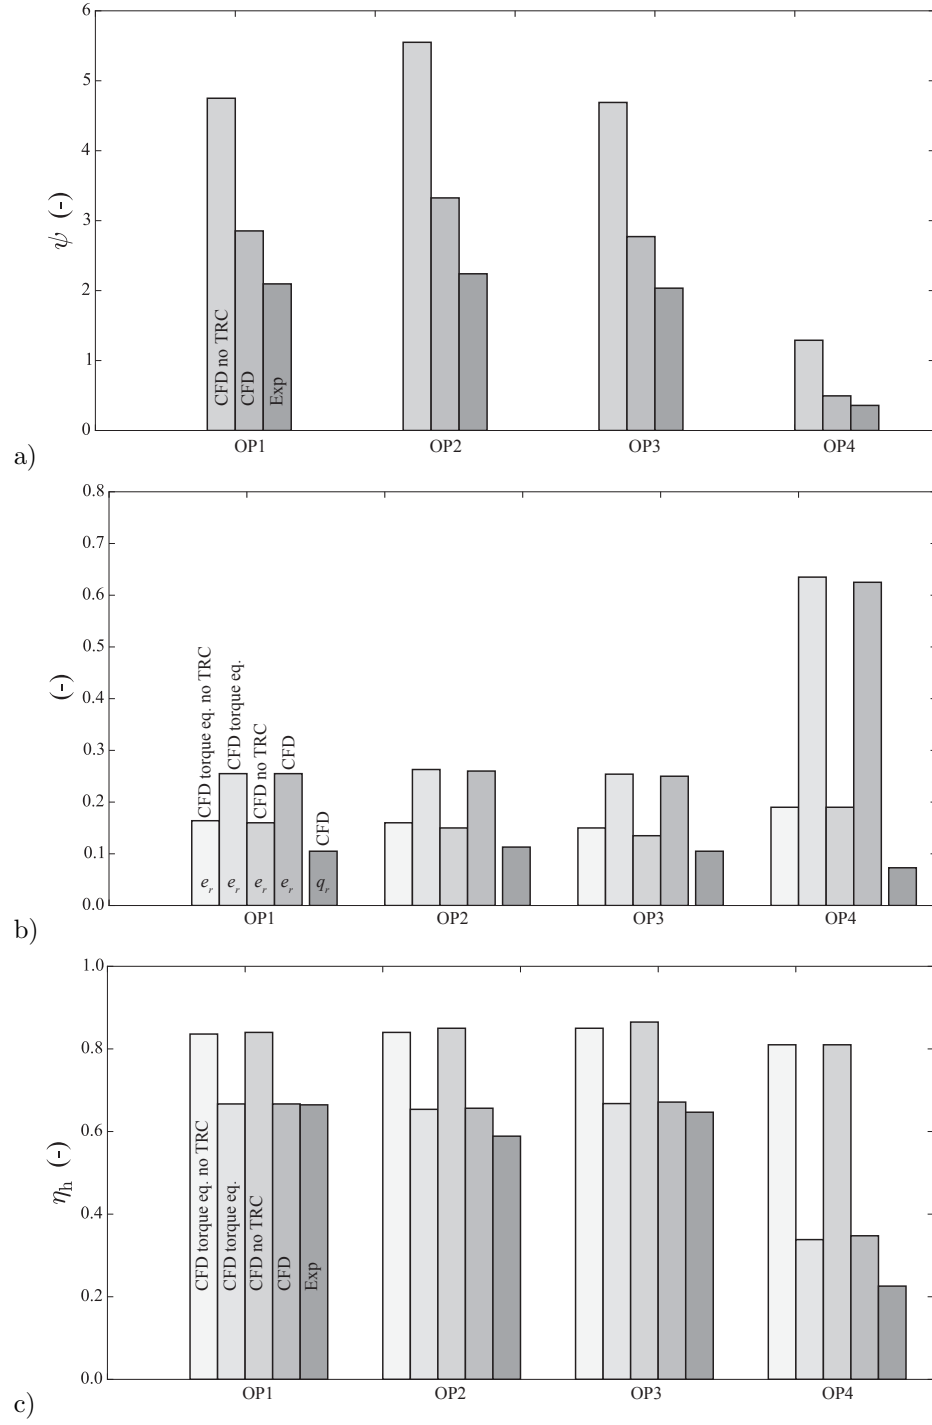 6
5
4
3
2
1
0
ψ (-)
CFD no TRC
CFD
Exp
OP1
OP2
OP3
OP4
a)
0.8
0.7
0.6
0.5
0.4
0.3
0.2
0.1
0.0
(-)
CFD torque eq. no TRC
CFD torque eq.
CFD no TRC
CFD
CFD
e_r
e_r
e_r
e_r
q_r
OP1
OP2
OP3
OP4
b)
1.0
0.8
0.6
0.4
0.2
0.0
η_h (-)
CFD torque eq. no TRC
CFD torque eq.
CFD no TRC
CFD
Exp
OP1
OP2
OP3
OP4
c)